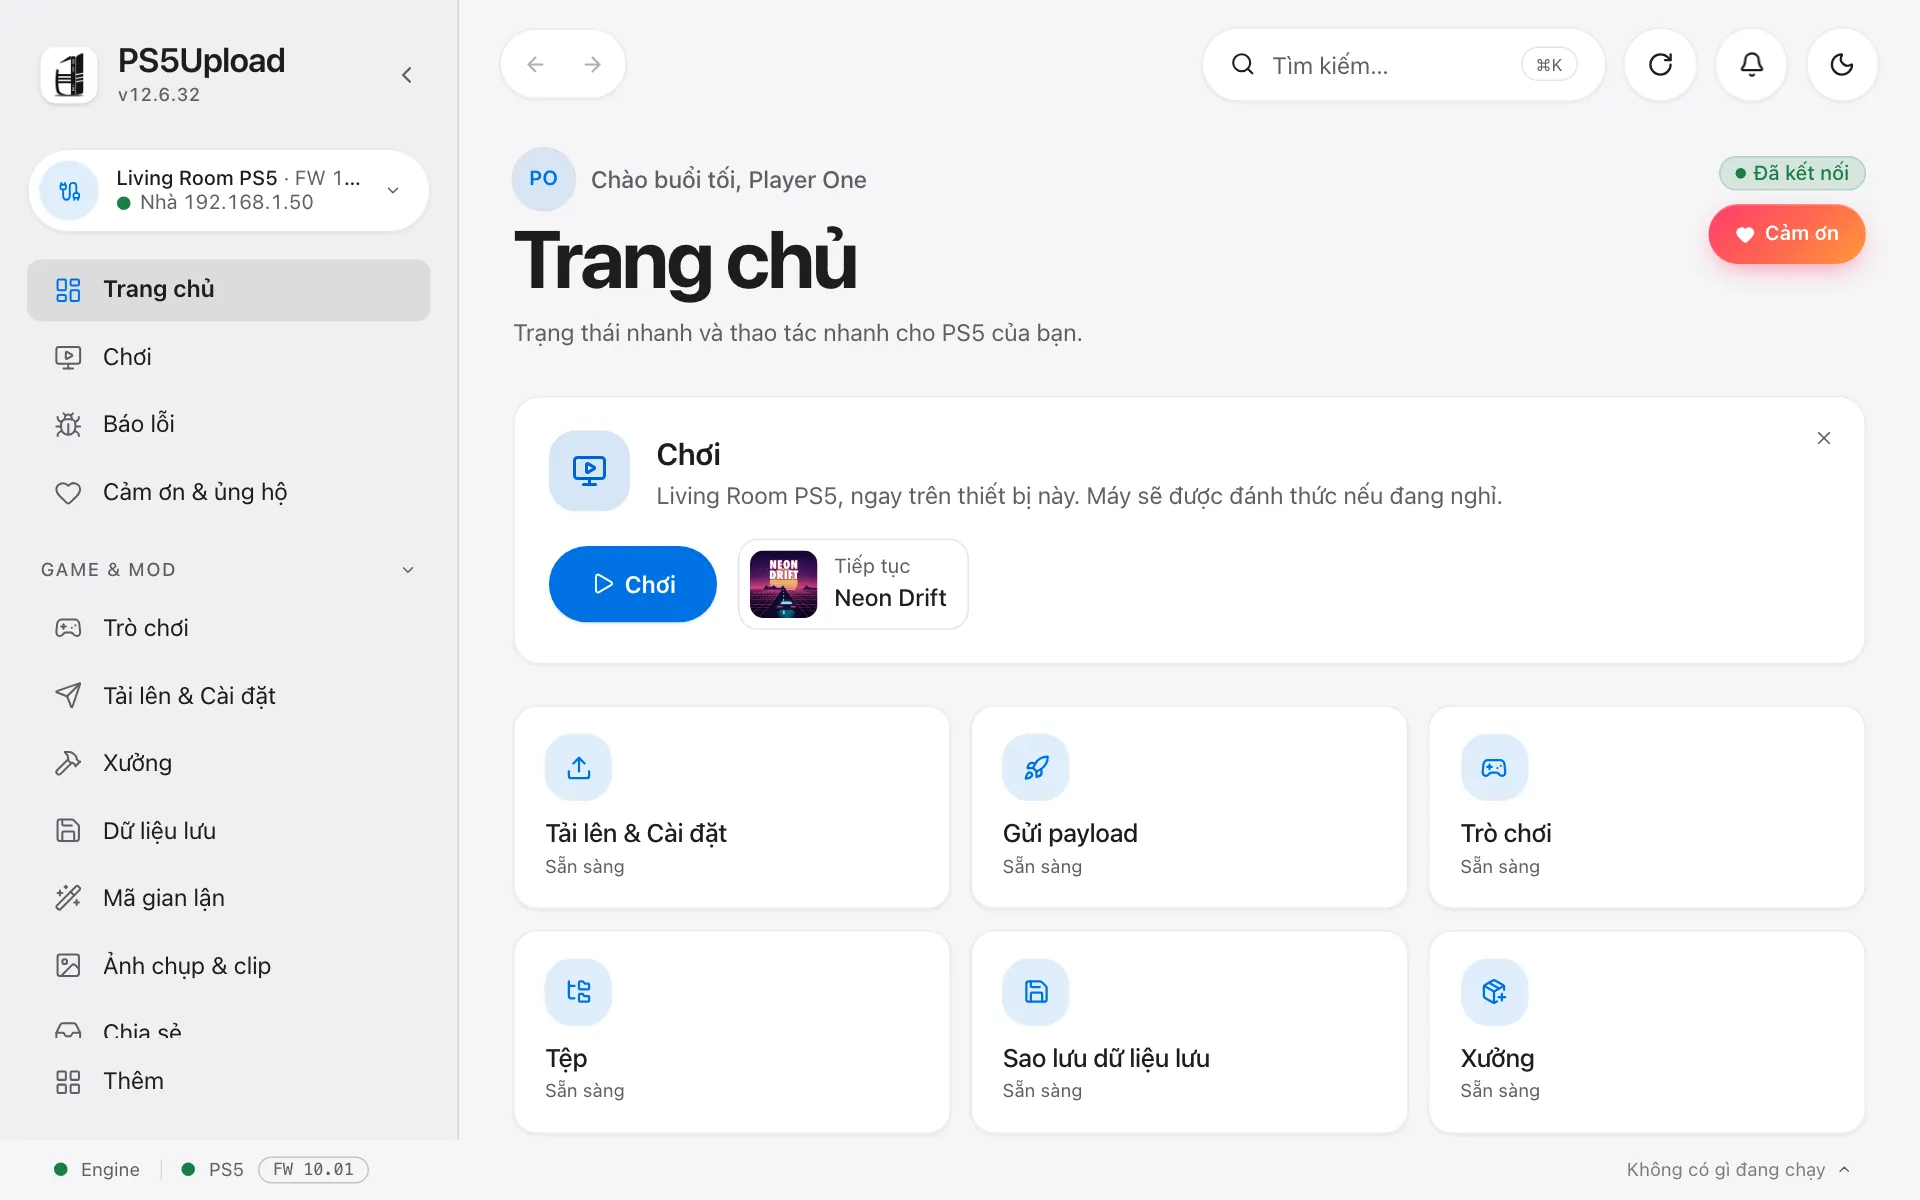 PS5Upload
v12.6.32
Living Room PS5 · FW 1...
Nhà 192.168.1.50
Trang chủ
Chơi
Báo lỗi
Cảm ơn & ủng hộ
GAME & MOD
Trò chơi
Tải lên & Cài đặt
Xưởng
Dữ liệu lưu
Mã gian lận
Ảnh chụp & clip
Chia sẻ
Thêm
Tìm kiếm...
⌘K
PO
Chào buổi tối, Player One
Trang chủ
Trạng thái nhanh và thao tác nhanh cho PS5 của bạn.
Đã kết nối
Cảm ơn
Chơi
Living Room PS5, ngay trên thiết bị này. Máy sẽ được đánh thức nếu đang nghỉ.
Chơi
NEON
DRIFT
Tiếp tục
Neon Drift
Tải lên & Cài đặt
Sẵn sàng
Gửi payload
Sẵn sàng
Trò chơi
Sẵn sàng
Tệp
Sẵn sàng
Sao lưu dữ liệu lưu
Sẵn sàng
Xưởng
Sẵn sàng
Engine
PS5
FW 10.01
Không có gì đang chạy